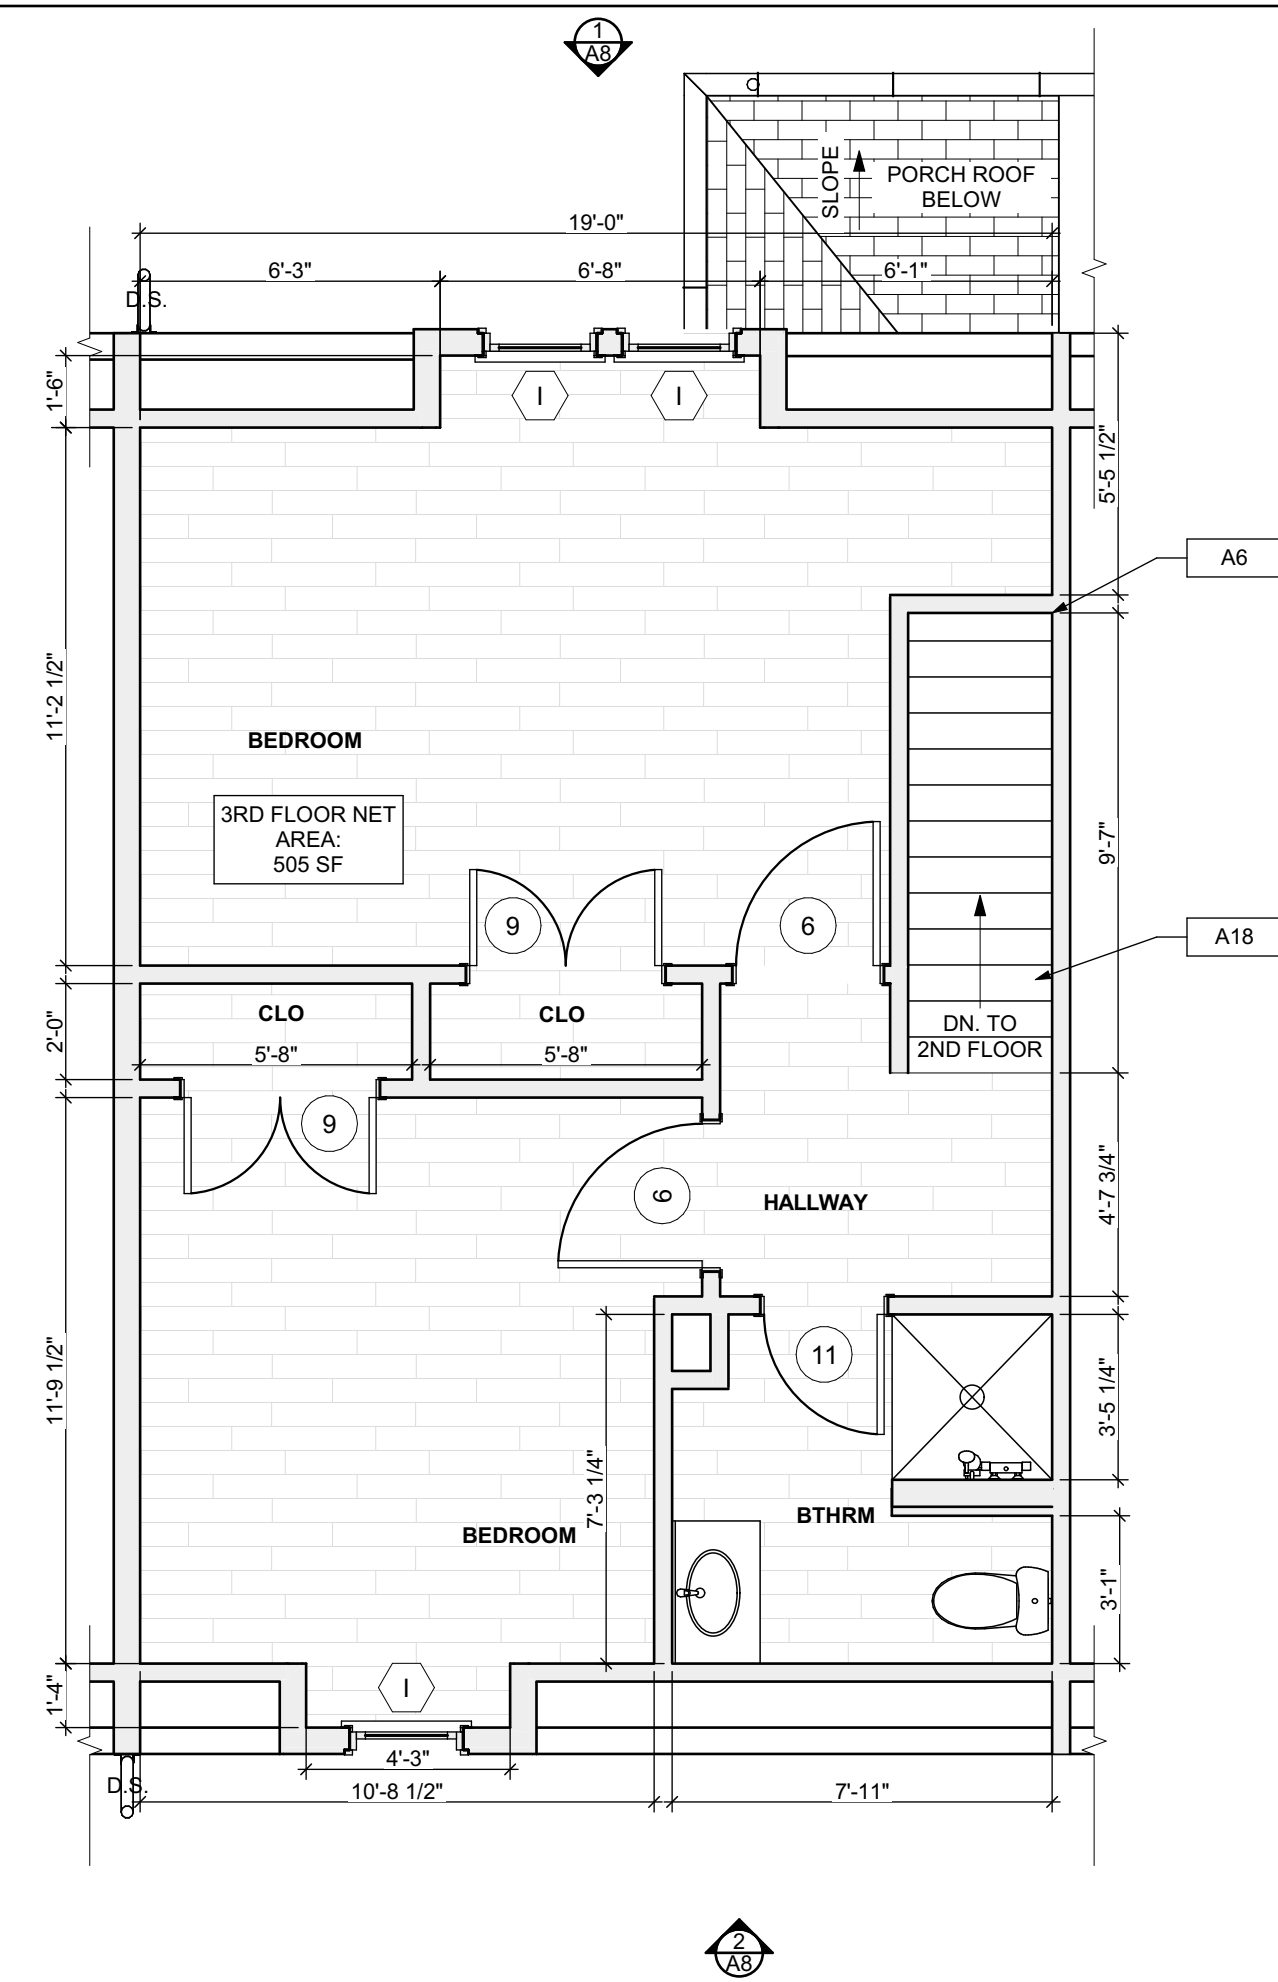 1
A8
SLOPE
PORCH ROOF
BELOW
19'-0"
6'-3"
6'-8"
6'-1"
D.S.
1'-6"
I
I
5'-5 1/2"
A6
11'-2 1/2"
BEDROOM
3RD FLOOR NET
AREA:
505 SF
9'-7"
9
6
A18
CLO
CLO
DN. TO
2ND FLOOR
2'-0"
5'-8"
5'-8"
9
6
HALLWAY
4'-7 3/4"
11
11'-9 1/2"
3'-5 1/4"
7'-3 1/4"
BEDROOM
BTHRM
3'-1"
I
1'-4"
4'-3"
D.S.
10'-8 1/2"
7'-11"
2
A8